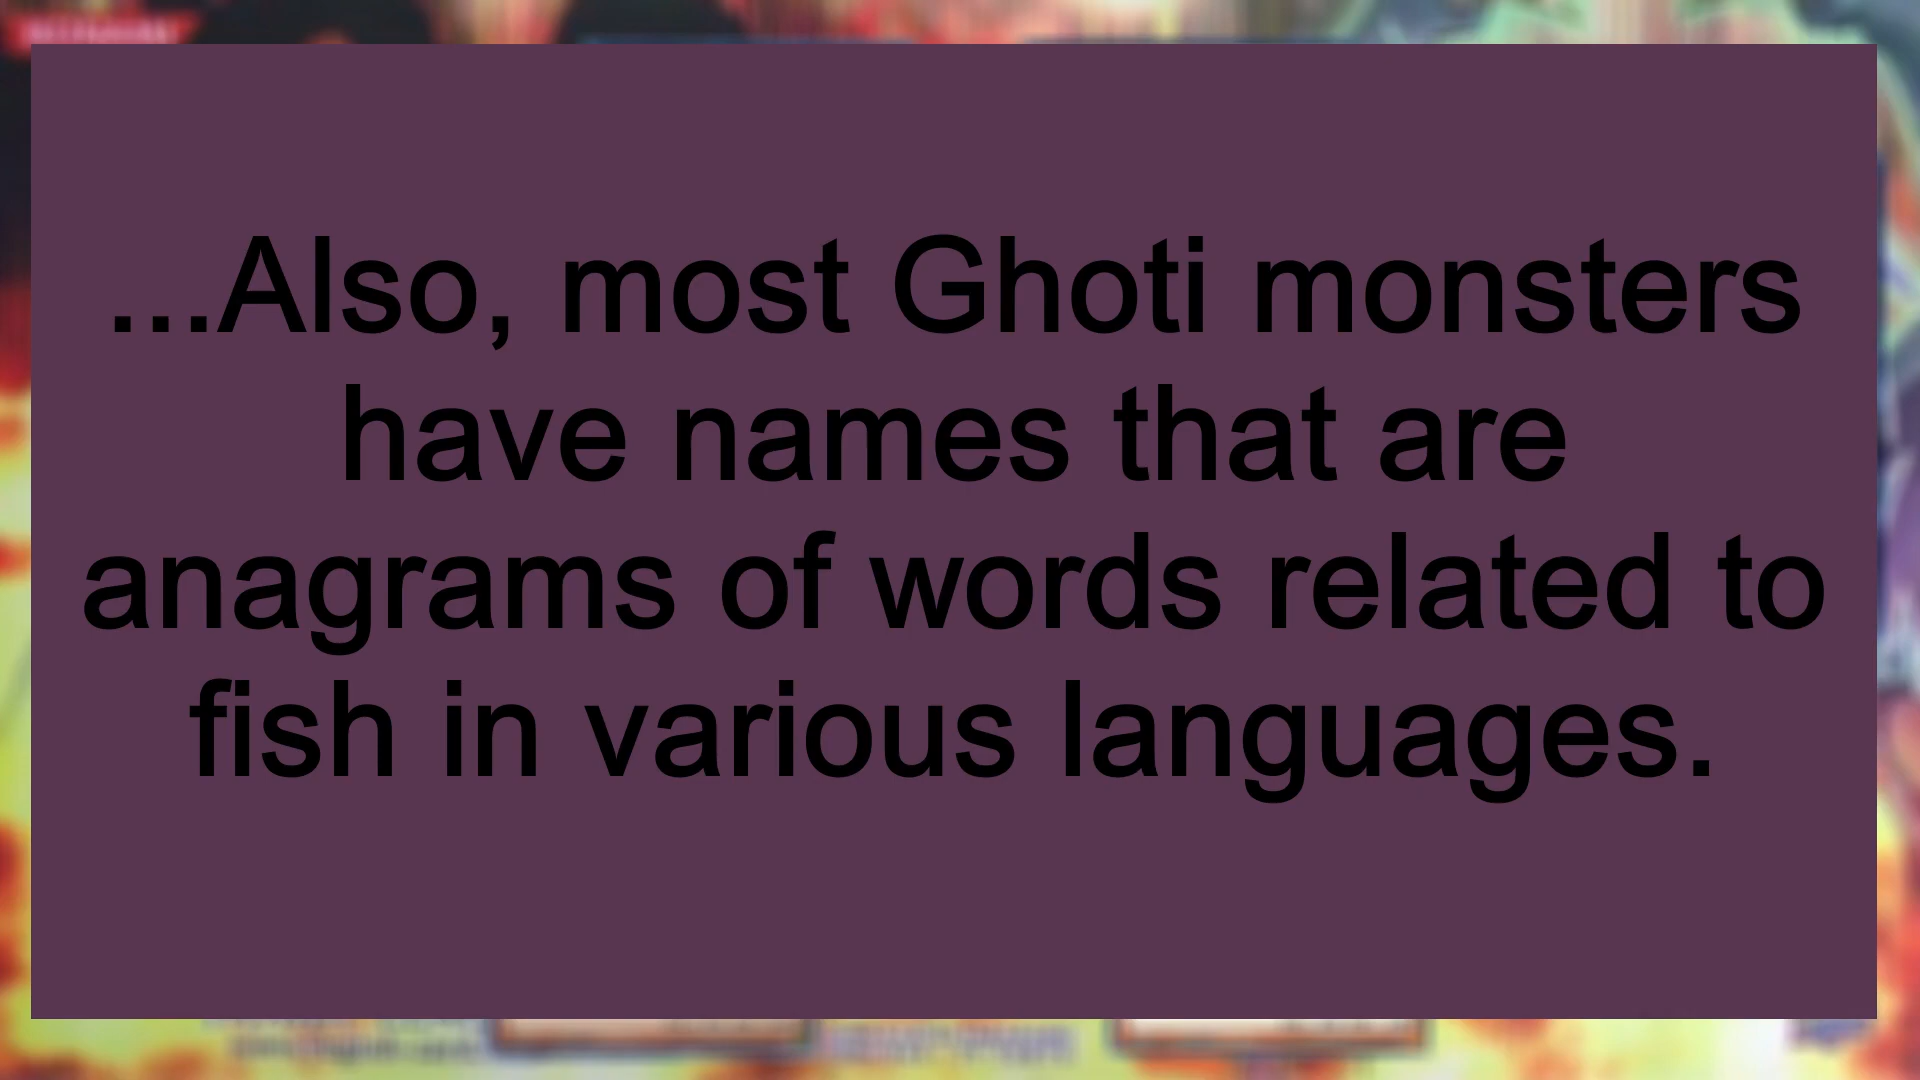 ...Also, most Ghoti monsters
have names that are
anagrams of words related to
fish in various languages.